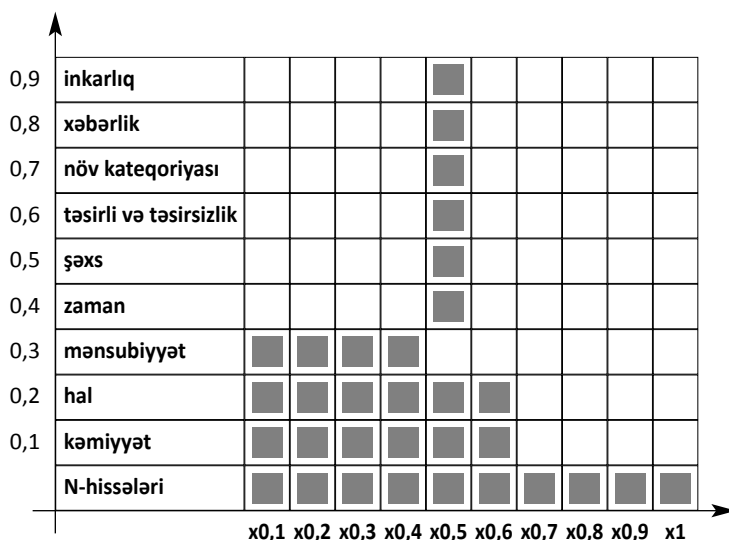 0,9 inkarlıq
0,8 xəbərlik
0,7 növ kateqoriyası
0,6 təsirli və təsirsizlik
0,5 şəxs
0,4 zaman
0,3 mənsubiyyət
0,2 hal
0,1 kəmiyyət
N-hissələri
x0,1 x0,2 x0,3 x0,4 x0,5 x0,6 x0,7 x0,8 x0,9 x1